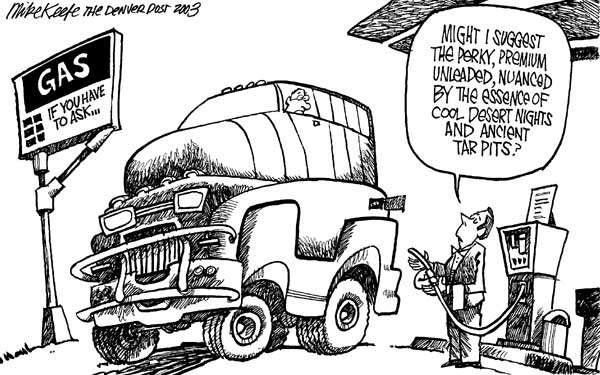 Mike Keefe THE DENVER POST 2003
GAS
IF YOU HAVE
TO ASK...
MIGHT I SUGGEST
THE PERKY, PREMIUM
UNLEADED, NUANCED
BY THE ESSENCE OF
COOL DESERT NIGHTS
AND ANCIENT
TAR PITS?